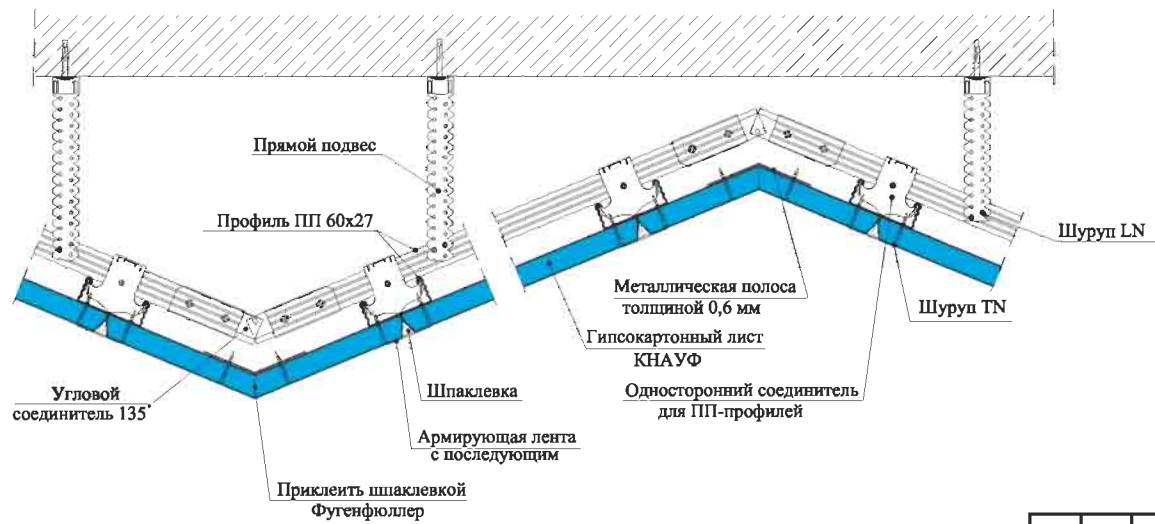 Прямой подвес
Профиль ПП 60х27
Шуруп LN
Металлическая полоса
толщиной 0,6 мм
Шуруп TN
Гипсокартонный лист
КНАУФ
Угловой
соединитель 135°
Шпаклевка
Односторонний соединитель
для ПП-профилей
Армирующая лента
с последующим
Приклеить шпаклевкой
Фугенфюллер